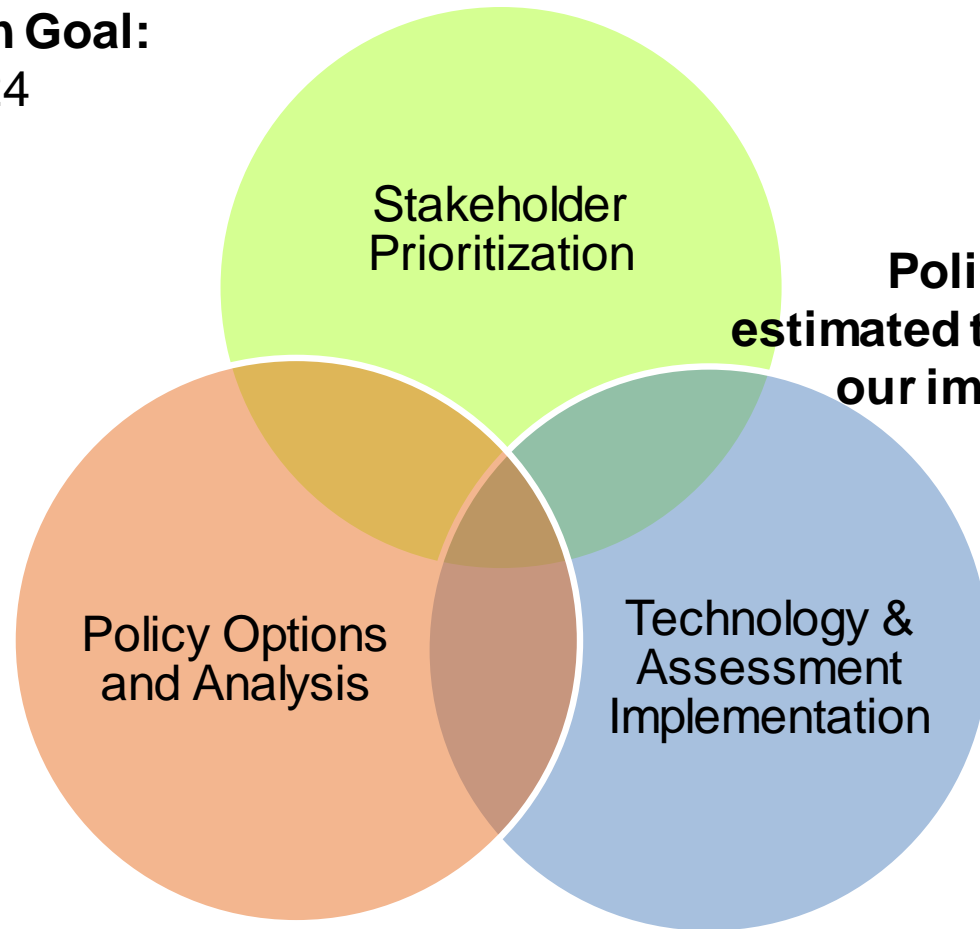 n Goal:
4
Stakeholder
Prioritization
Poli
estimated t
our im
Policy Options
and Analysis
Technology &
Assessment
Implementation